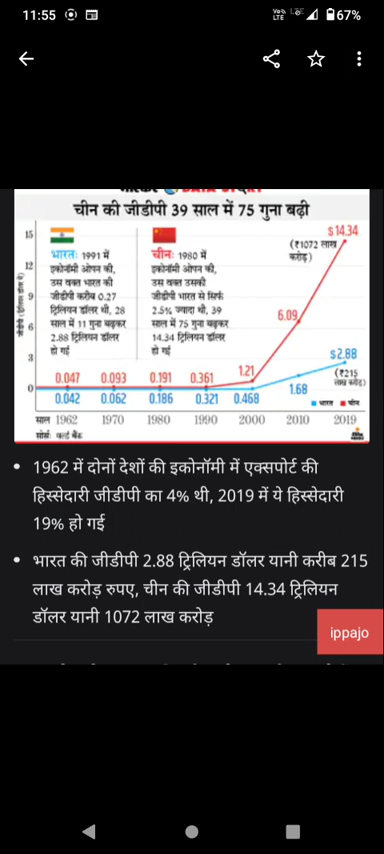 11:55
67%
चीन की जीडीपी 39 साल में 75 गुना बढ़ी
जीडीपी (ट्रिलियन डॉलर में)
15
12
9
6
3
0
भारत: 1991 में
इकोनॉमी ओपन की,
उस वक्त भारत की
जीडीपी करीब 0.27
ट्रिलियन डॉलर थी, 28
साल में 11 गुना बढ़कर
2.88 ट्रिलियन डॉलर
हो गई
चीन: 1980 में
इकोनॉमी ओपन की,
उस वक्त उसकी
जीडीपी भारत से सिर्फ
2.5% ज्यादा थी, 39
साल में 75 गुना बढ़कर
14.34 ट्रिलियन डॉलर
हो गई
$14.34
(₹1072 लाख
करोड़)
6.09
$2.88
(₹215
लाख करोड़)
0.047 0.093 0.191 0.361 1.21
0.042 0.062 0.186 0.321 0.468 1.68
भारत चीन
साल 1962 1970 1980 1990 2000 2010 2019
सोर्स: वर्ल्ड बैंक
• 1962 में दोनों देशों की इकोनॉमी में एक्सपोर्ट की
हिस्सेदारी जीडीपी का 4% थी, 2019 में ये हिस्सेदारी
19% हो गई
• भारत की जीडीपी 2.88 ट्रिलियन डॉलर यानी करीब 215
लाख करोड़ रुपए, चीन की जीडीपी 14.34 ट्रिलियन
डॉलर यानी 1072 लाख करोड़
ippajo